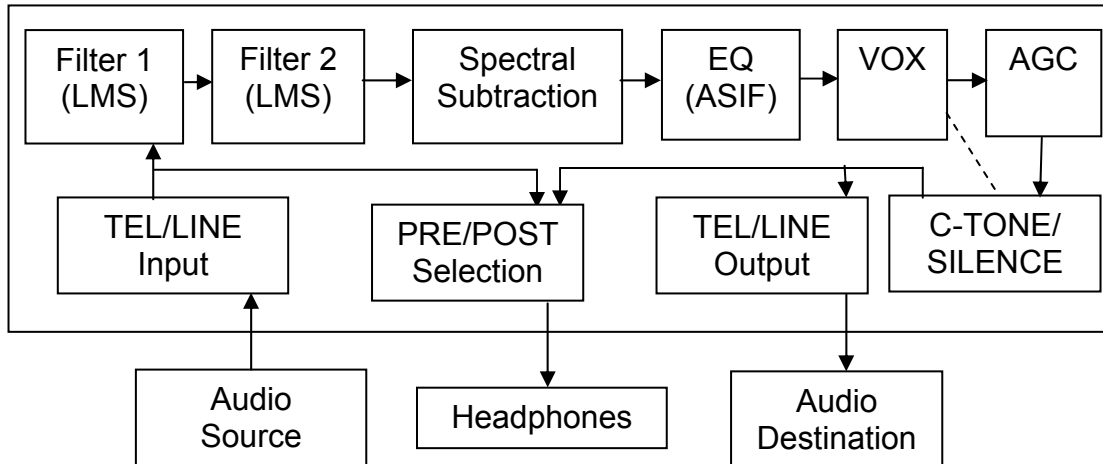 Filter 1
(LMS)
Filter 2
(LMS)
Spectral
Subtraction
EQ
(ASIF)
VOX
AGC
TEL/LINE
Input
PRE/POST
Selection
TEL/LINE
Output
C-TONE/
SILENCE
Audio
Source
Headphones
Audio
Destination